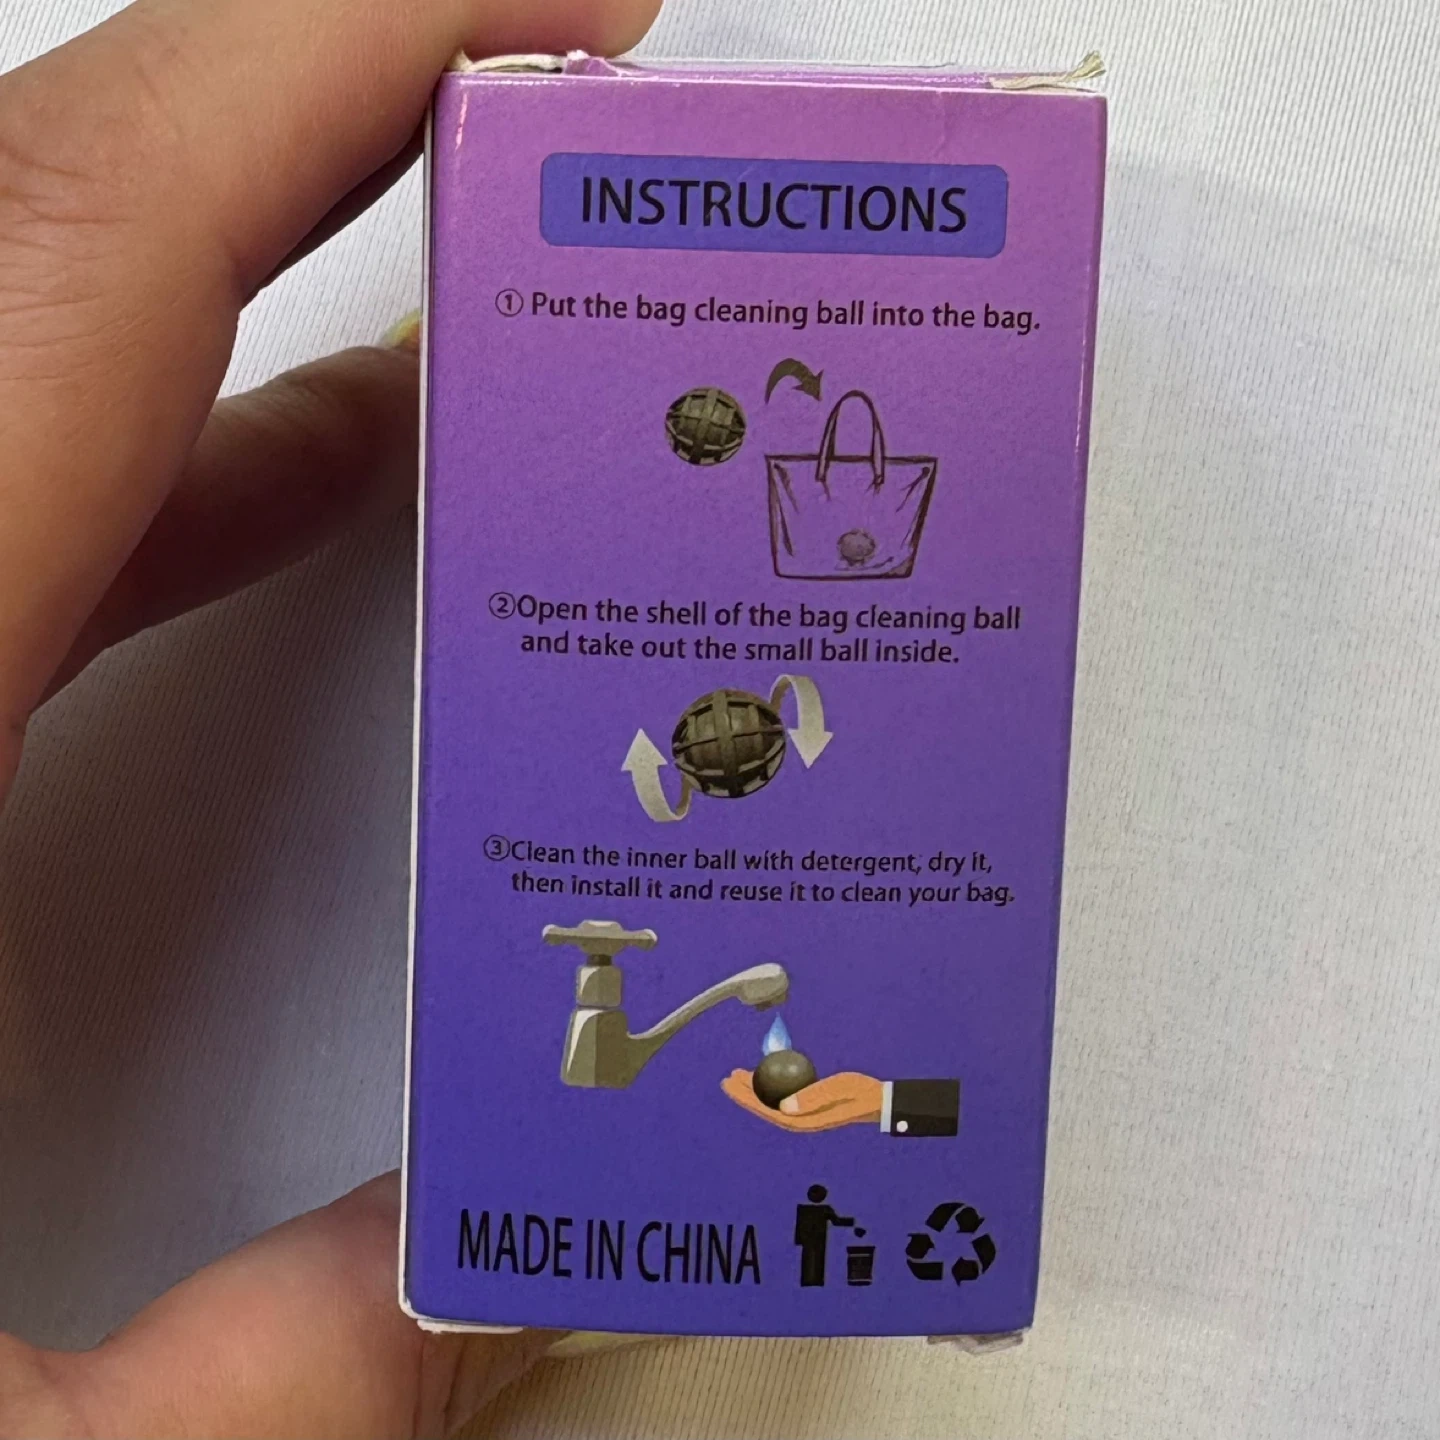 INSTRUCTIONS
① Put the bag cleaning ball into the bag.
②Open the shell of the bag cleaning ball
and take out the small ball inside.
③Clean the inner ball with detergent, dry it,
then install it and reuse it to clean your bag.
MADE IN CHINA